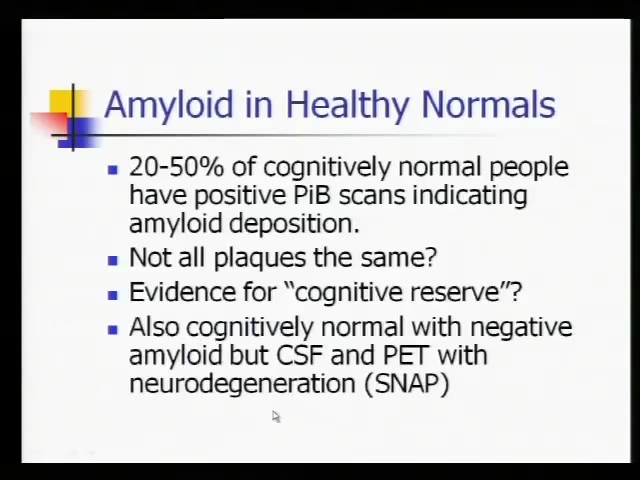 Amyloid in Healthy Normals
20-50% of cognitively normal people
have positive PiB scans indicating
amyloid deposition.
Not all plaques the same?
Evidence for “cognitive reserve”?
Also cognitively normal with negative
amyloid but CSF and PET with
neurodegeneration (SNAP)